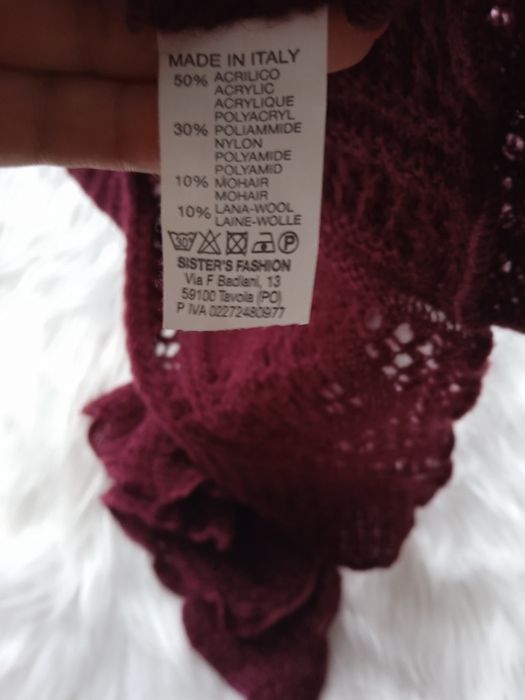 MADE IN ITALY
50% ACRILICO
ACRYLIC
ACRYLIQUE
POLYACRYL
30% POLIAMMIDE
NYLON
POLYAMIDE
POLYAMID
10% MOHAIR
MOHAIR
10% LANA-WOOL
LAINE-WOLLE
30° P
SISTER'S FASHION
Via F Badiani, 13
59100 Tavola (PO)
P IVA 02272480977